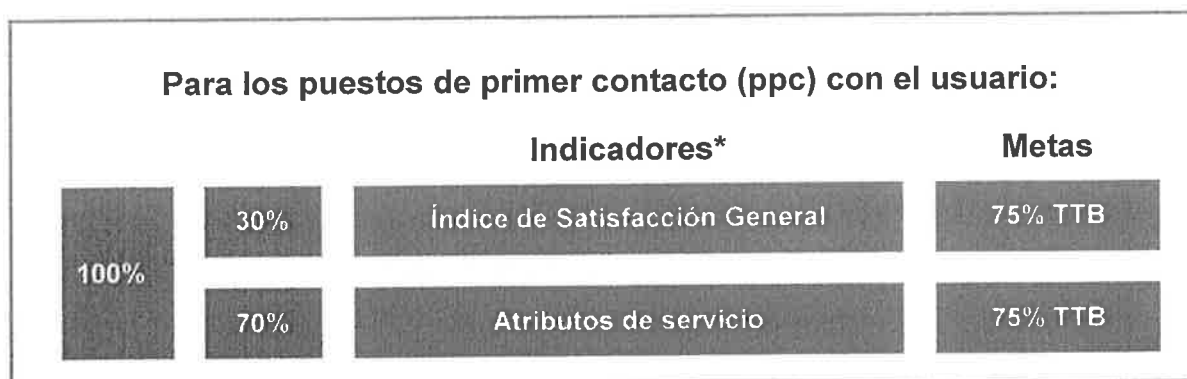 Para los puestos de primer contacto (ppc) con el usuario:
Indicadores* Metas
30% Índice de Satisfacción General 75% TTB
100%
70% Atributos de servicio 75% TTB